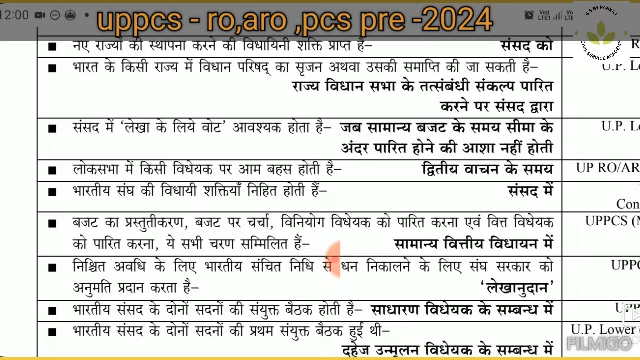 12:00
uppcs - ro,aro ,pcs pre -2024
नए राज्यों की स्थापना करने की विधायिनी शक्ति प्राप्त है– संसद को
भारत के किसी राज्य में विधान परिषद् का सृजन अथवा उसकी समाप्ति की जा सकती है– U.P. Lo
राज्य विधान सभा के तत्संबंधी संकल्प पारित
करने पर संसद द्वारा
संसद में 'लेखा के लिये वोट' आवश्यक होता है– जब सामान्य बजट के समय सीमा के U.P. L
अंदर पारित होने की आशा नहीं होती
लोकसभा में किसी विधेयक पर आम बहस होती है– द्वितीय वाचन के समय UP RO/AR
भारतीय संघ की विधायी शक्तियाँ निहित होती हैं– संसद में
Con
बजट का प्रस्तुतीकरण, बजट पर चर्चा, विनियोग विधेयक को पारित करना एवं वित्त विधेयक UPPCS (M
को पारित करना, ये सभी चरण सम्मिलित हैं– सामान्य वित्तीय विधायन में
निश्चित अवधि के लिए भारतीय संचित निधि से धन निकालने के लिए संघ सरकार को UPPC
अनुमति प्रदान करता है– 'लेखानुदान'
भारतीय संसद के दोनों सदनों की संयुक्त बैठक होती है– साधारण विधेयक के सम्बन्ध में UPP
भारतीय संसद के दोनों सदनों की प्रथम संयुक्त बैठक हुई थी– U.P. Lower (
दहेज उन्मूलन विधेयक के सम्बन्ध में
FILMIGO